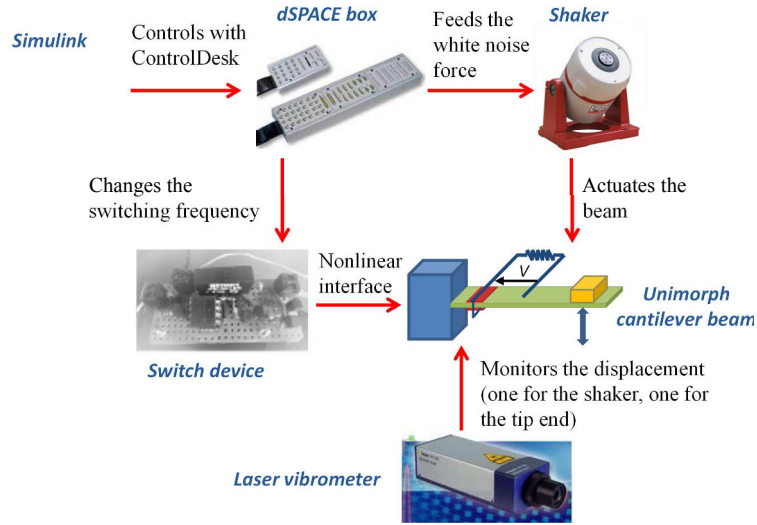 Simulink
dSPACE box
Shaker
Controls with
ControlDesk
Feeds the
white noise
force
Changes the
switching frequency
Actuates the
beam
Nonlinear
interface
V
Unimorph
cantilever beam
Switch device
Monitors the displacement
(one for the shaker, one for
the tip end)
Laser vibrometer